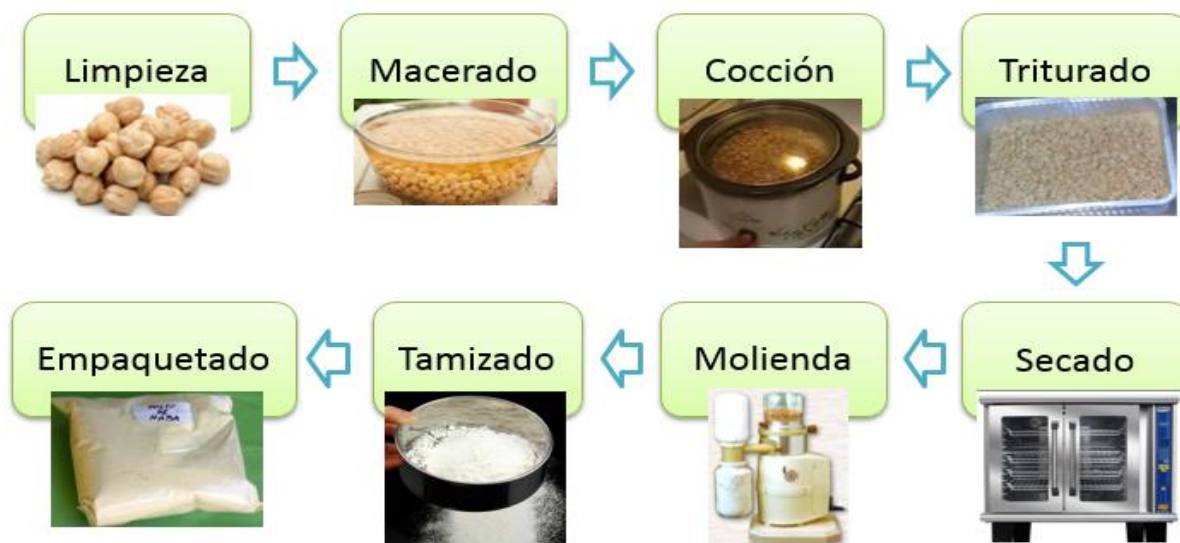 Limpieza
Macerado
Cocción
Triturado
Secado
Molienda
Tamizado
Empaquetado